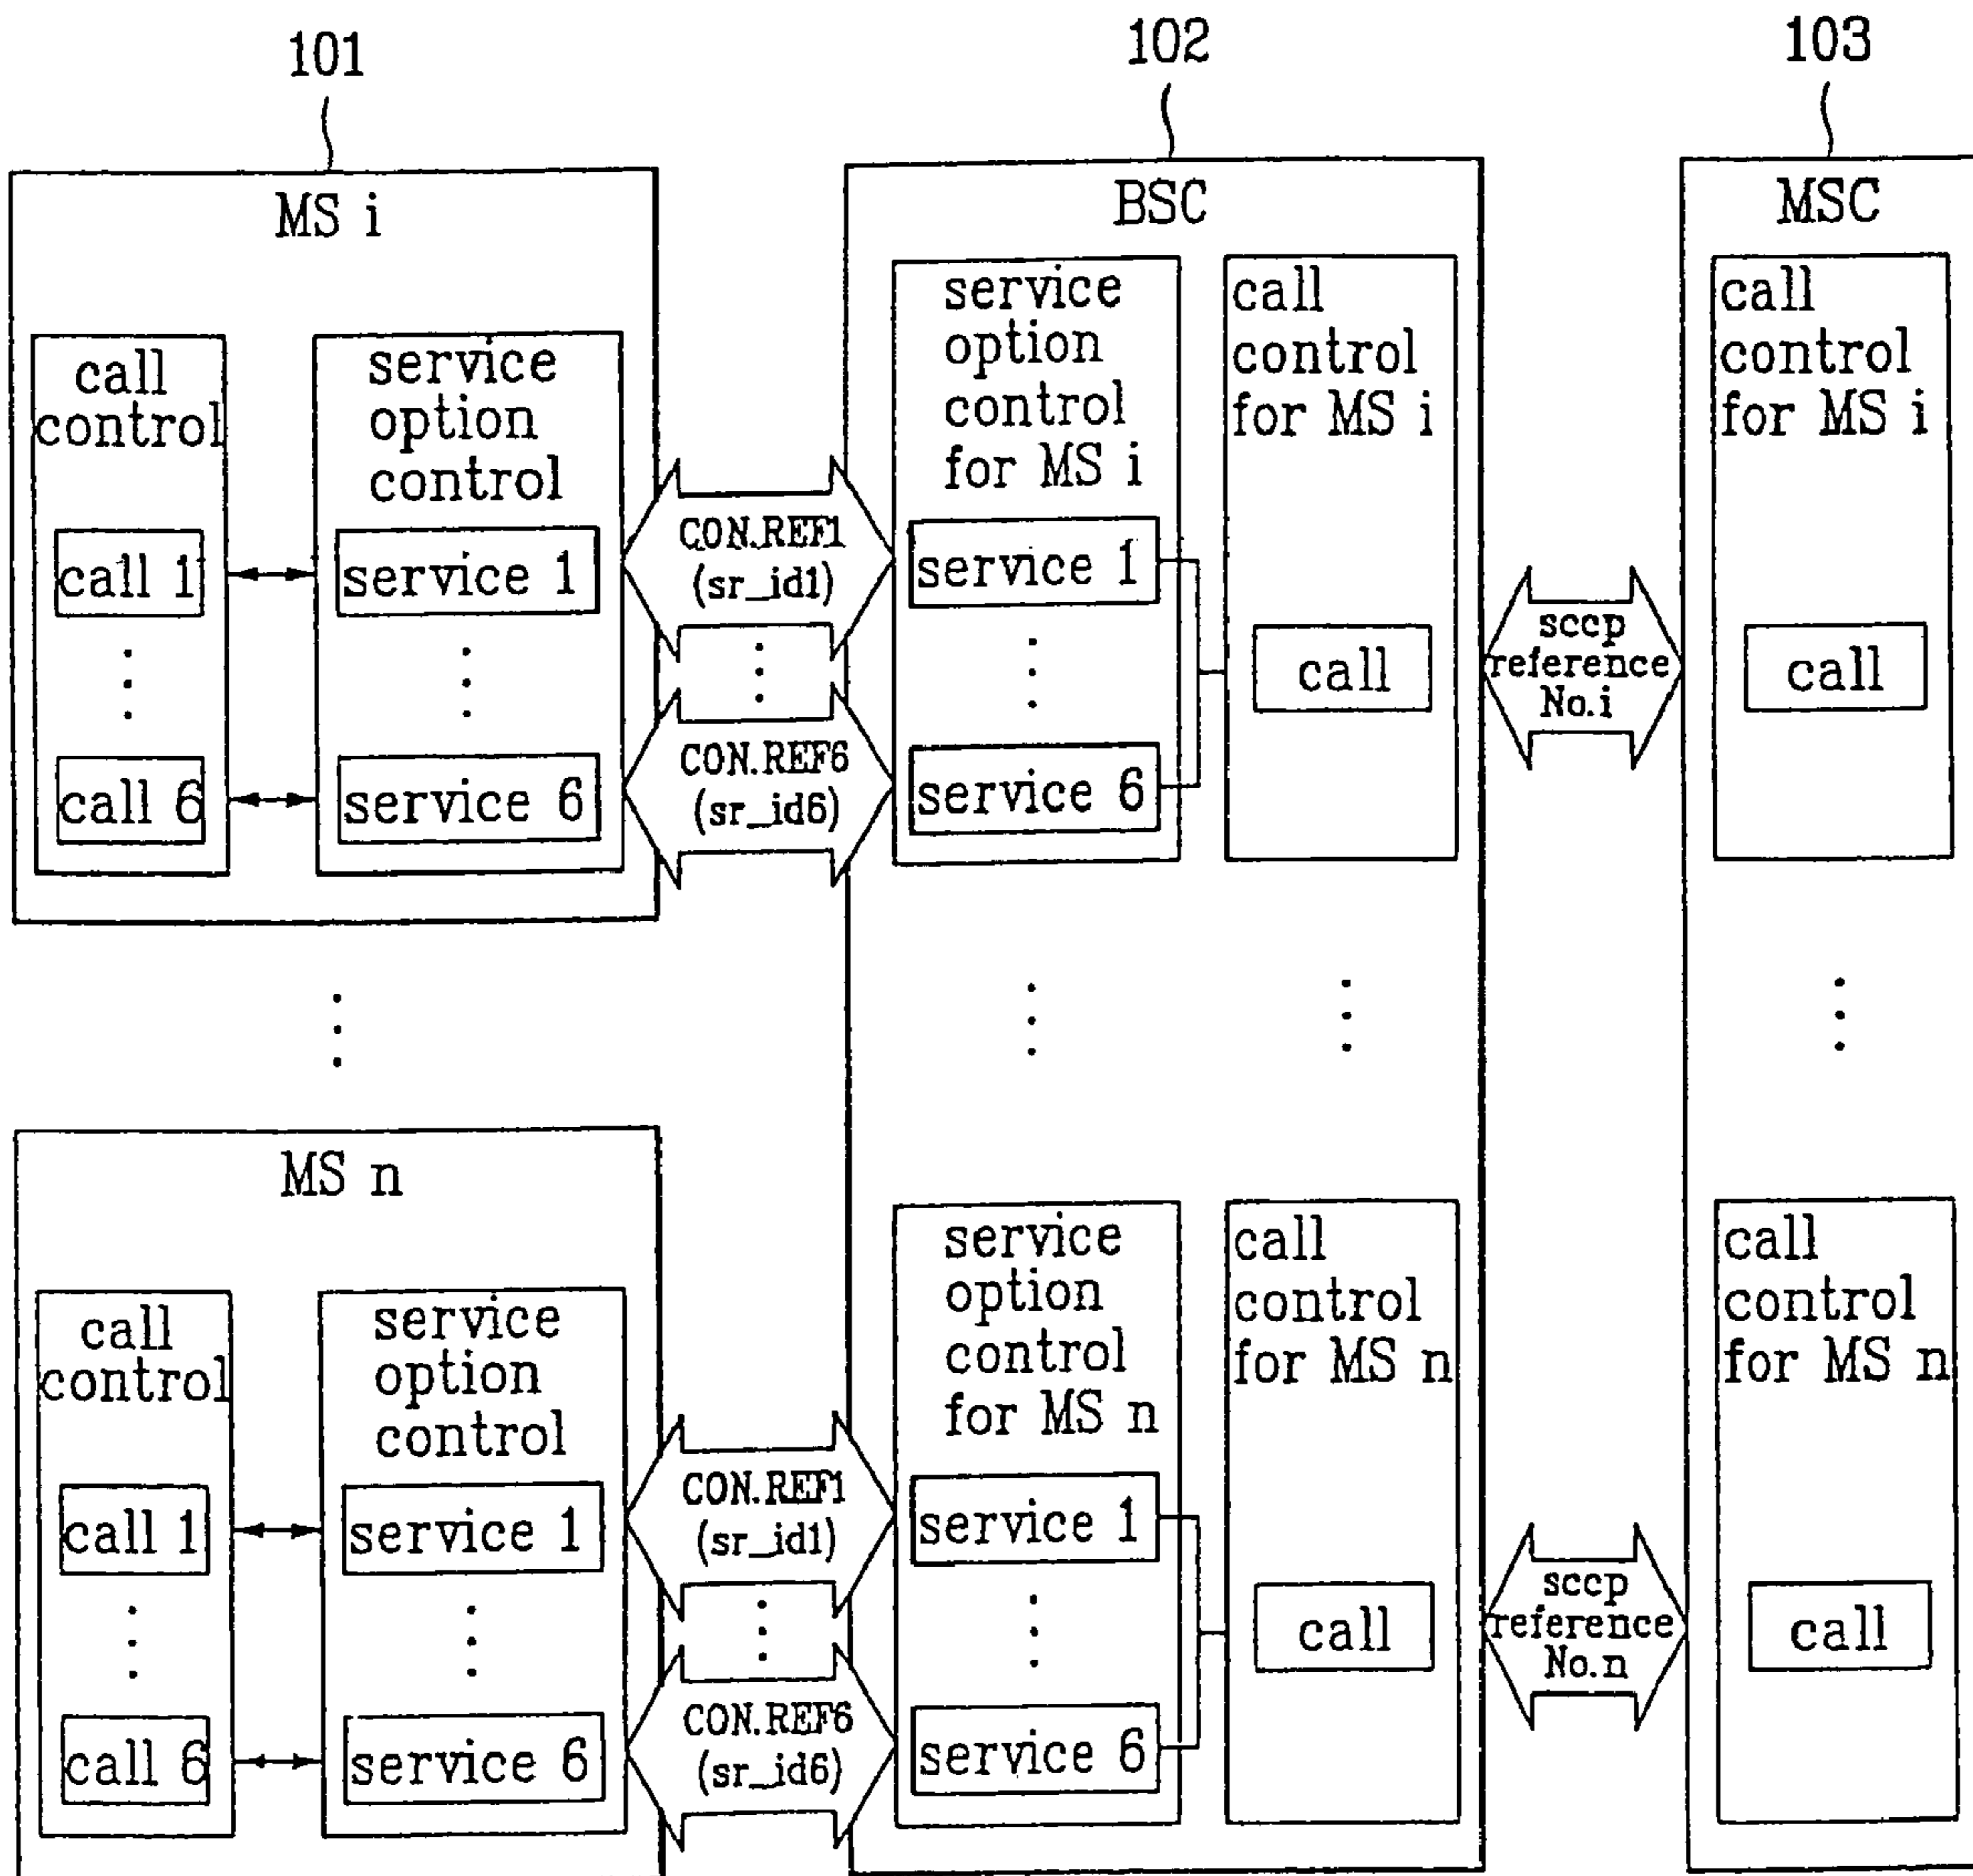 101
102
103
MS i
call
control
call 1
call 6
service
option
control
service 1
service 6
CON.REF1
(sr_id1)
CON.REF6
(sr_id6)
BSC
service
option
control
for MS i
service 1
service 6
call
control
for MS i
call
sccp
reference
No.i
MSC
call
control
for MS i
call
MS n
call
control
call 1
call 6
service
option
control
service 1
service 6
CON.REF1
(sr_id1)
CON.REF6
(sr_id6)
service
option
control
for MS n
service 1
service 6
call
control
for MS n
call
sccp
reference
No.n
call
control
for MS n
call